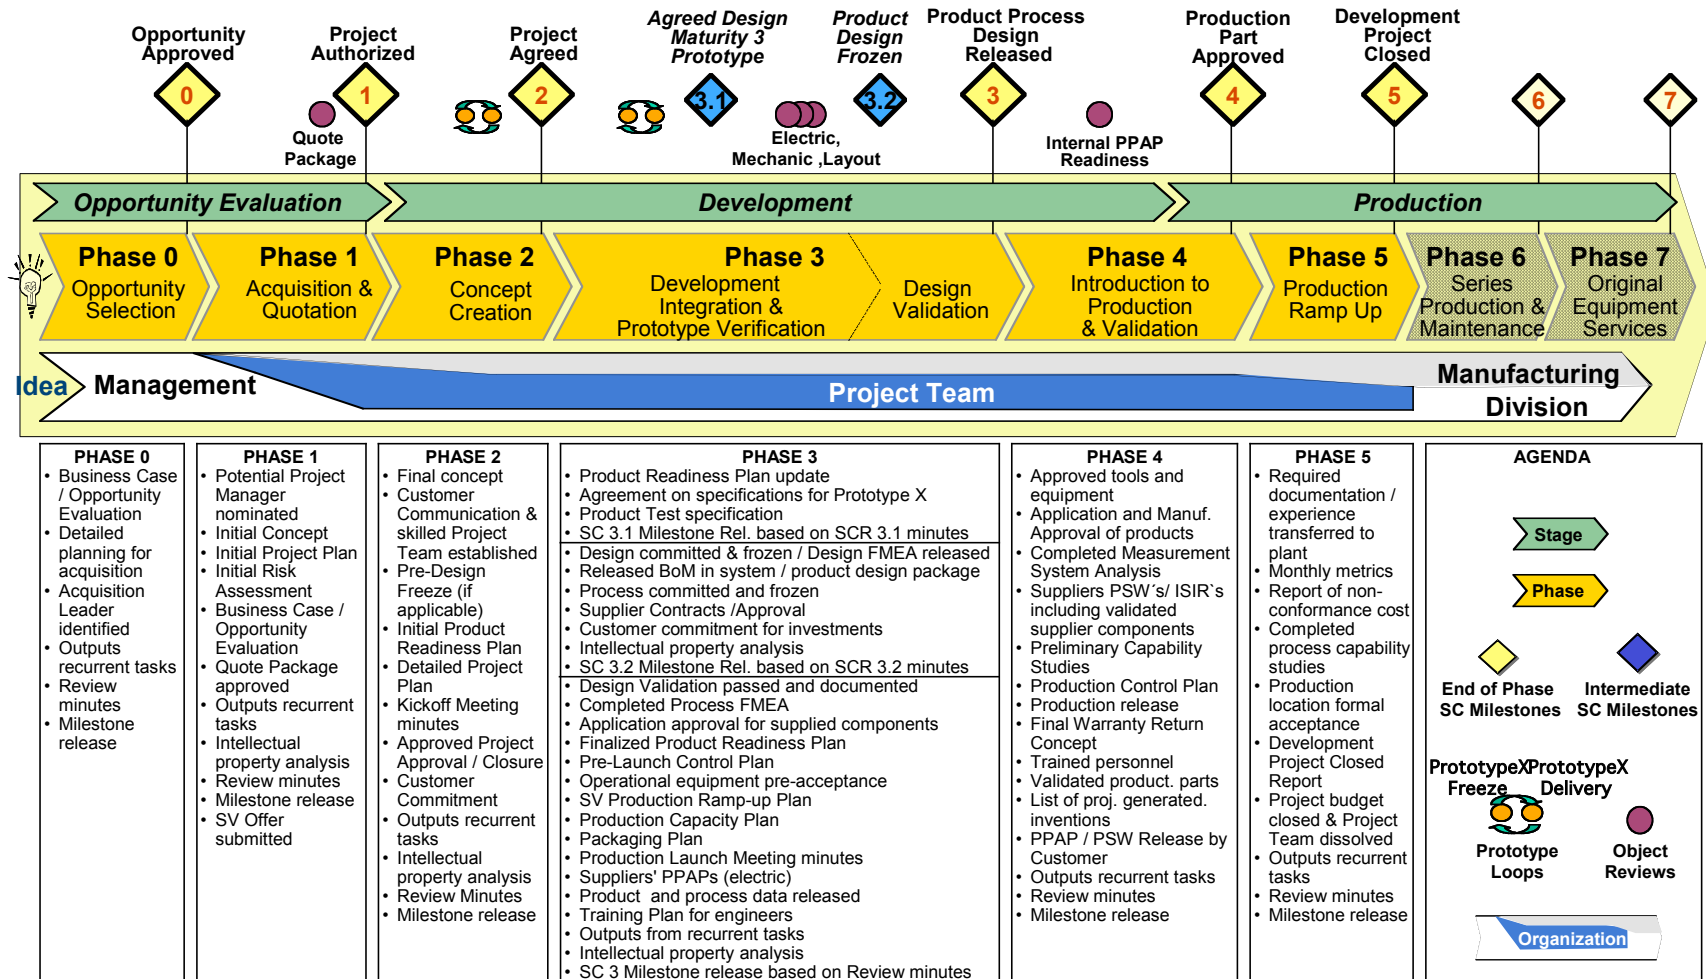 Opportunity
Approved
Project
Authorized
Project
Agreed
Agreed Design
Maturity 3
Prototype
Product
Design
Frozen
Product Process
Design
Released
Production
Part
Approved
Development
Project
Closed
0
1
2
3.1
3.2
3
4
5
6
7
Quote
Package
Electric,
Mechanic ,Layout
Internal PPAP
Readiness
Opportunity Evaluation
Development
Production
Phase 0
Opportunity
Selection
Phase 1
Acquisition &
Quotation
Phase 2
Concept
Creation
Phase 3
Development
Integration &
Prototype Verification
Design
Validation
Phase 4
Introduction to
Production
& Validation
Phase 5
Production
Ramp Up
Phase 6
Series
Production &
Maintenance
Phase 7
Original
Equipment
Services
Idea
Management
Project Team
Manufacturing
Division
PHASE 0
• Business Case
/ Opportunity
Evaluation
• Detailed
planning for
acquisition
• Acquisition
Leader
identified
• Outputs
recurrent tasks
• Review
minutes
• Milestone
release
PHASE 1
• Potential Project
Manager
nominated
• Initial Concept
• Initial Project Plan
• Initial Risk
Assessment
• Business Case /
Opportunity
Evaluation
• Quote Package
approved
• Outputs recurrent
tasks
• Intellectual
property analysis
• Review minutes
• Milestone release
• SV Offer
submitted
PHASE 2
• Final concept
• Customer
Communication &
skilled Project
Team established
• Pre-Design
Freeze (if
applicable)
• Initial Product
Readiness Plan
• Detailed Project
Plan
• Kickoff Meeting
minutes
• Approved Project
Approval / Closure
• Customer
Commitment
• Outputs recurrent
tasks
• Intellectual
property analysis
• Review Minutes
• Milestone release
PHASE 3
• Product Readiness Plan update
• Agreement on specifications for Prototype X
• Product Test specification
• SC 3.1 Milestone Rel. based on SCR 3.1 minutes
• Design committed & frozen / Design FMEA released
• Released BoM in system / product design package
• Process committed and frozen
• Supplier Contracts /Approval
• Customer commitment for investments
• Intellectual property analysis
• SC 3.2 Milestone Rel. based on SCR 3.2 minutes
• Design Validation passed and documented
• Completed Process FMEA
• Application approval for supplied components
• Finalized Product Readiness Plan
• Pre-Launch Control Plan
• Operational equipment pre-acceptance
• SV Production Ramp-up Plan
• Production Capacity Plan
• Packaging Plan
• Production Launch Meeting minutes
• Suppliers' PPAPs (electric)
• Product and process data released
• Training Plan for engineers
• Outputs from recurrent tasks
• Intellectual property analysis
• SC 3 Milestone release based on Review minutes
PHASE 4
• Approved tools and
equipment
• Application and Manuf.
Approval of products
• Completed Measurement
System Analysis
• Suppliers PSW´s/ ISIR`s
including validated
supplier components
• Preliminary Capability
Studies
• Production Control Plan
• Production release
• Final Warranty Return
Concept
• Trained personnel
• Validated product. parts
• List of proj. generated.
inventions
• PPAP / PSW Release by
Customer
• Outputs recurrent tasks
• Review minutes
• Milestone release
PHASE 5
• Required
documentation /
experience
transferred to
plant
• Monthly metrics
• Report of non-
conformance cost
• Completed
process capability
studies
• Production
location formal
acceptance
• Development
Project Closed
Report
• Project budget
closed & Project
Team dissolved
• Outputs recurrent
tasks
• Review minutes
• Milestone release
AGENDA
Stage
Phase
End of Phase
SC Milestones
Intermediate
SC Milestones
PrototypeX
Freeze
PrototypeX
Delivery
Prototype
Loops
Object
Reviews
Organization